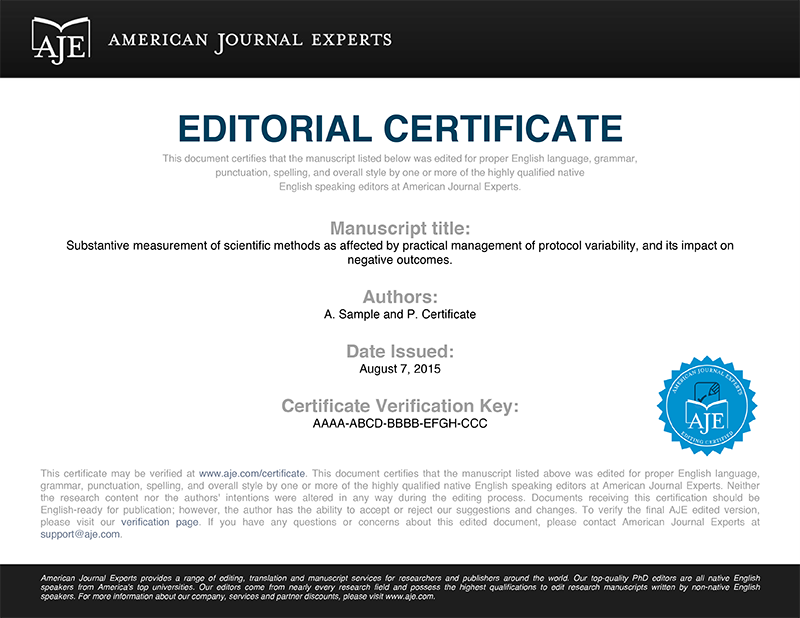 AJE AMERICAN JOURNAL EXPERTS
EDITORIAL CERTIFICATE
This document certifies that the manuscript listed below was edited for proper English language, grammar,
punctuation, spelling, and overall style by one or more of the highly qualified native
English speaking editors at American Journal Experts.
Manuscript title:
Substantive measurement of scientific methods as affected by practical management of protocol variability, and its impact on
negative outcomes.
Authors:
A. Sample and P. Certificate
Date Issued:
August 7, 2015
Certificate Verification Key:
AAAA-ABCD-BBBB-EFGH-CCC
AMERICAN JOURNAL EXPERTS
AJE
EDITING CERTIFIED
This certificate may be verified at www.aje.com/certificate. This document certifies that the manuscript listed above was edited for proper English language,
grammar, punctuation, spelling, and overall style by one or more of the highly qualified native English speaking editors at American Journal Experts. Neither
the research content nor the authors' intentions were altered in any way during the editing process. Documents receiving this certification should be
English-ready for publication; however, the author has the ability to accept or reject our suggestions and changes. To verify the final AJE edited version,
please visit our verification page. If you have any questions or concerns about this edited document, please contact American Journal Experts at
support@aje.com.
American Journal Experts provides a range of editing, translation and manuscript services for researchers and publishers around the world. Our top-quality PhD editors are all native English
speakers from America's top universities. Our editors come from nearly every research field and possess the highest qualifications to edit research manuscripts written by non-native English
speakers. For more information about our company, services and partner discounts, please visit www.aje.com.